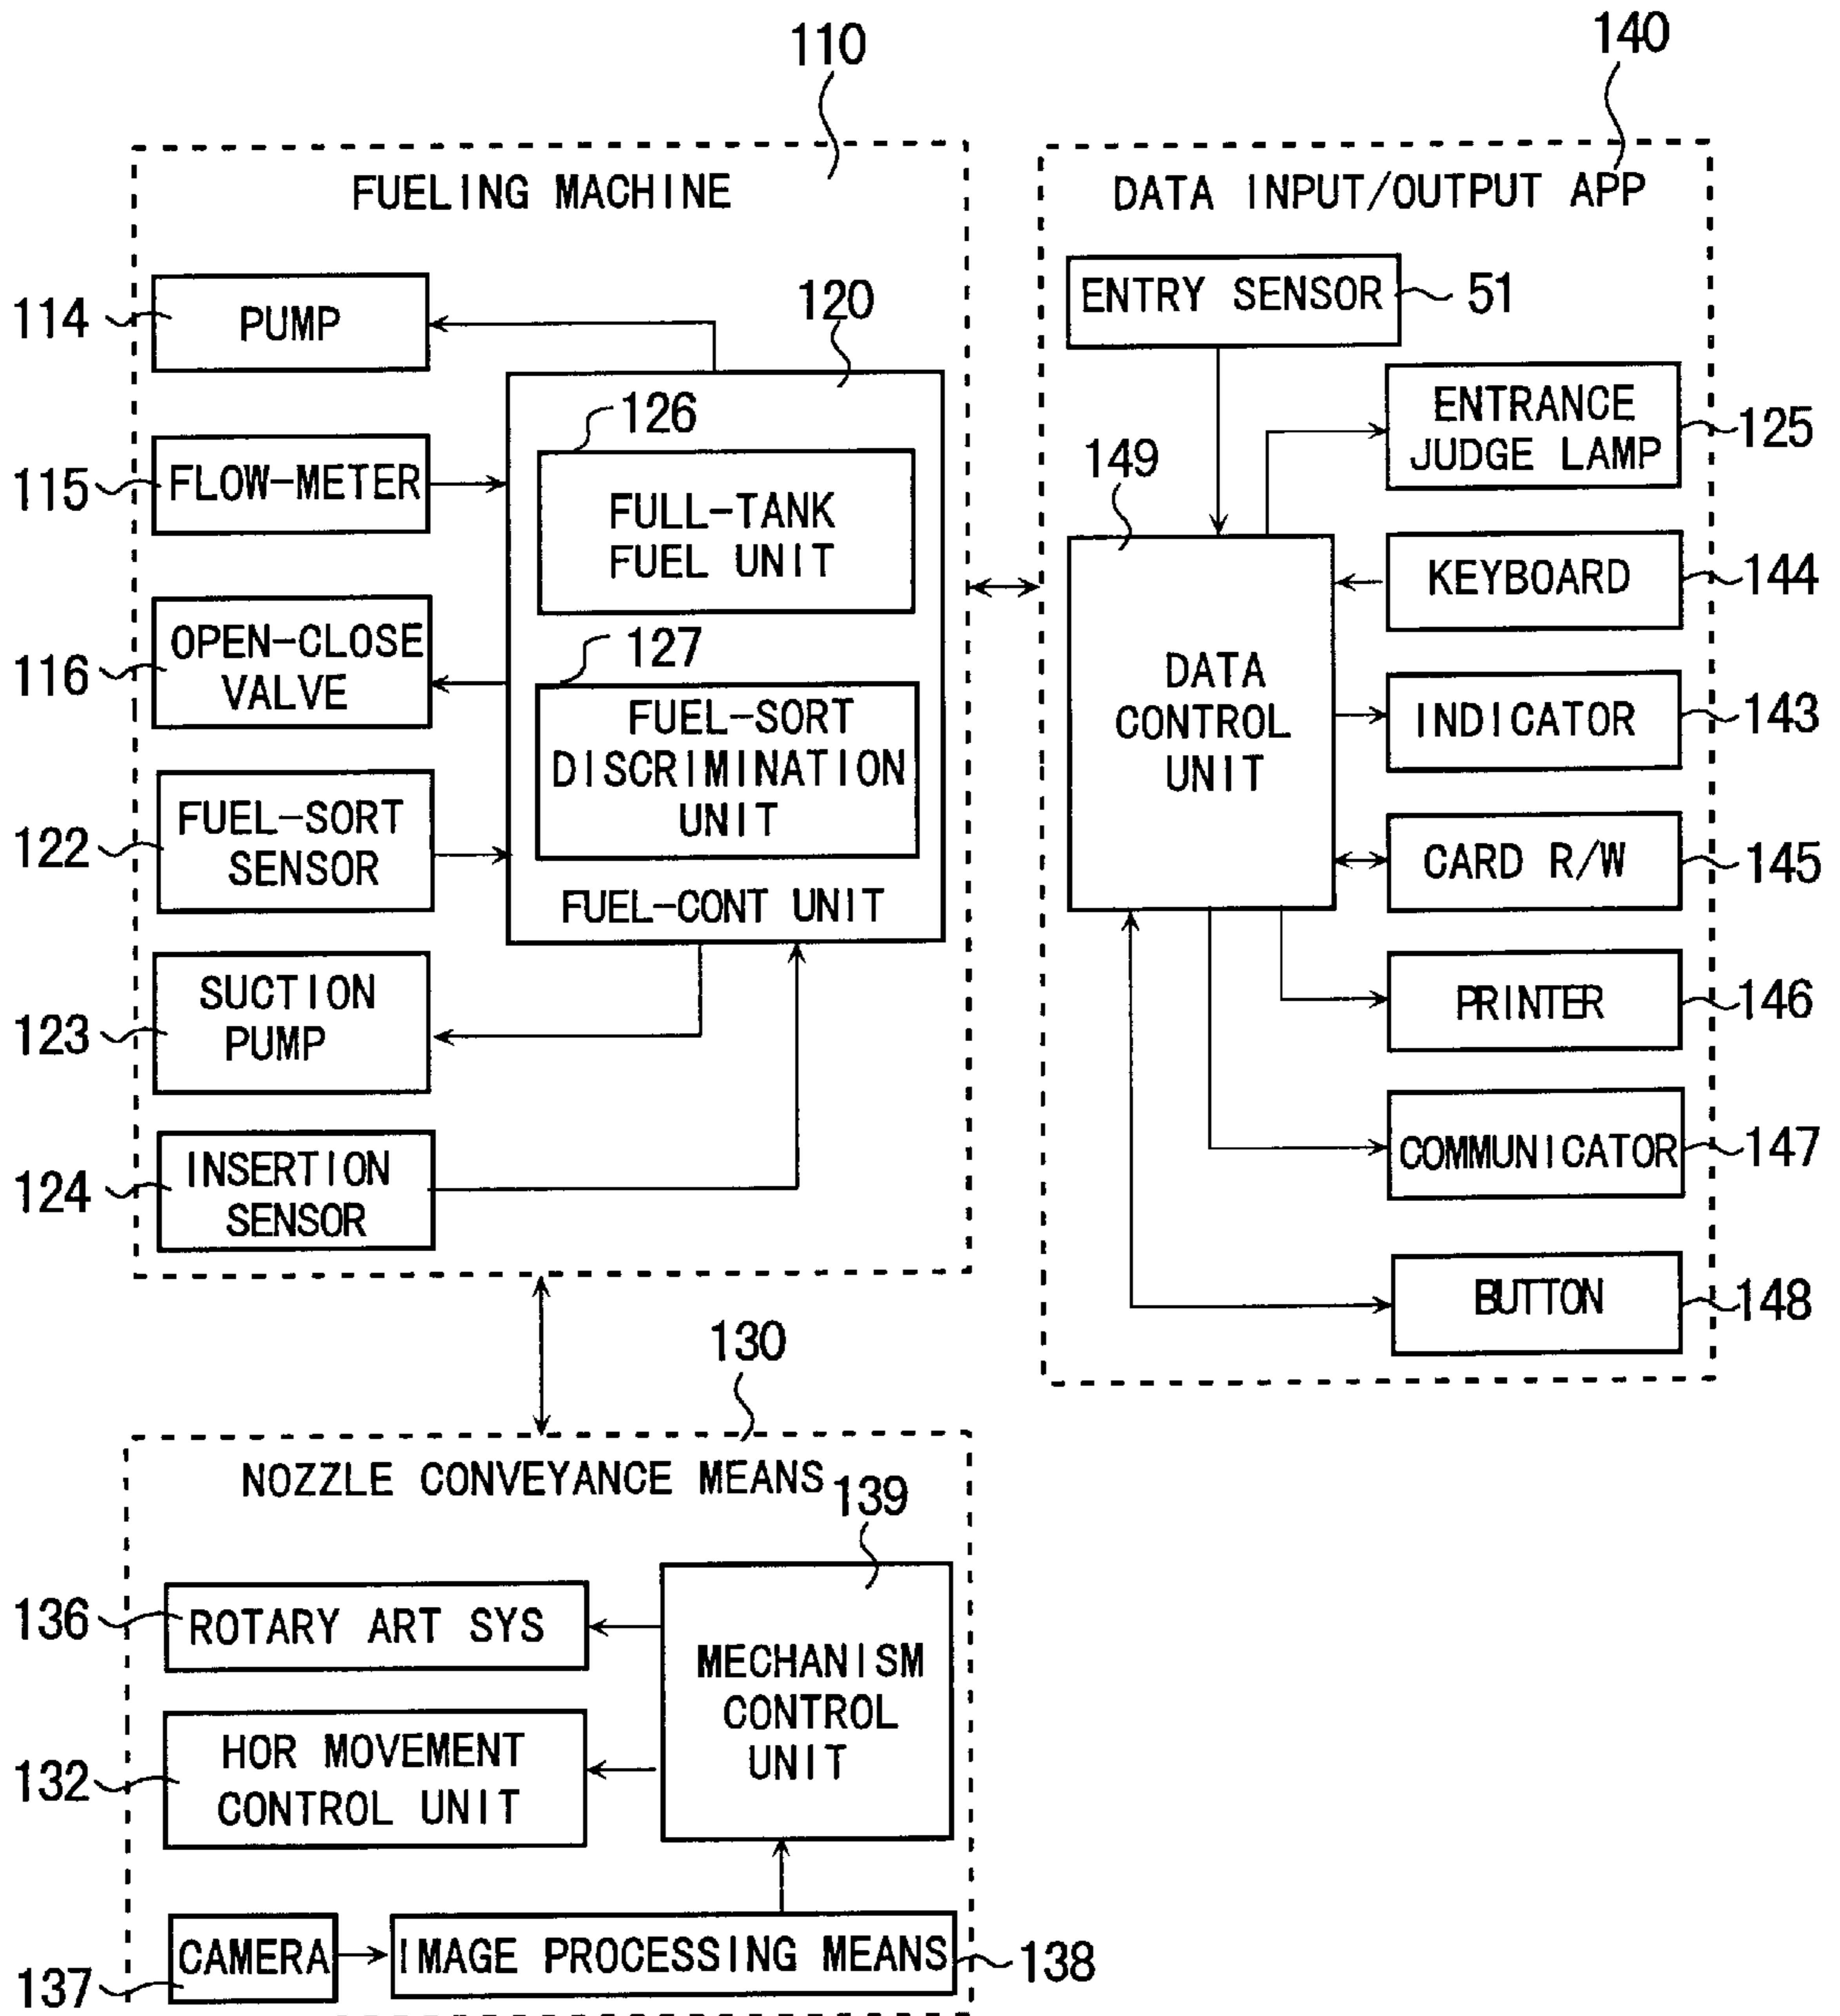 110
140
FUELING MACHINE
DATA INPUT/OUTPUT APP
114
PUMP
120
ENTRY SENSOR
51
126
115
FLOW-METER
FULL-TANK
FUEL UNIT
149
ENTRANCE
JUDGE LAMP
125
KEYBOARD
144
116
OPEN-CLOSE
VALVE
127
FUEL-SORT
DISCRIMINATION
UNIT
DATA
CONTROL
UNIT
INDICATOR
143
122
FUEL-SORT
SENSOR
FUEL-CONT UNIT
CARD R/W
145
123
SUCTION
PUMP
PRINTER
146
124
INSERTION
SENSOR
COMMUNICATOR
147
BUTTON
148
130
NOZZLE CONVEYANCE MEANS
139
136
ROTARY ART SYS
MECHANISM
CONTROL
UNIT
132
HOR MOVEMENT
CONTROL UNIT
137
CAMERA
IMAGE PROCESSING MEANS
138